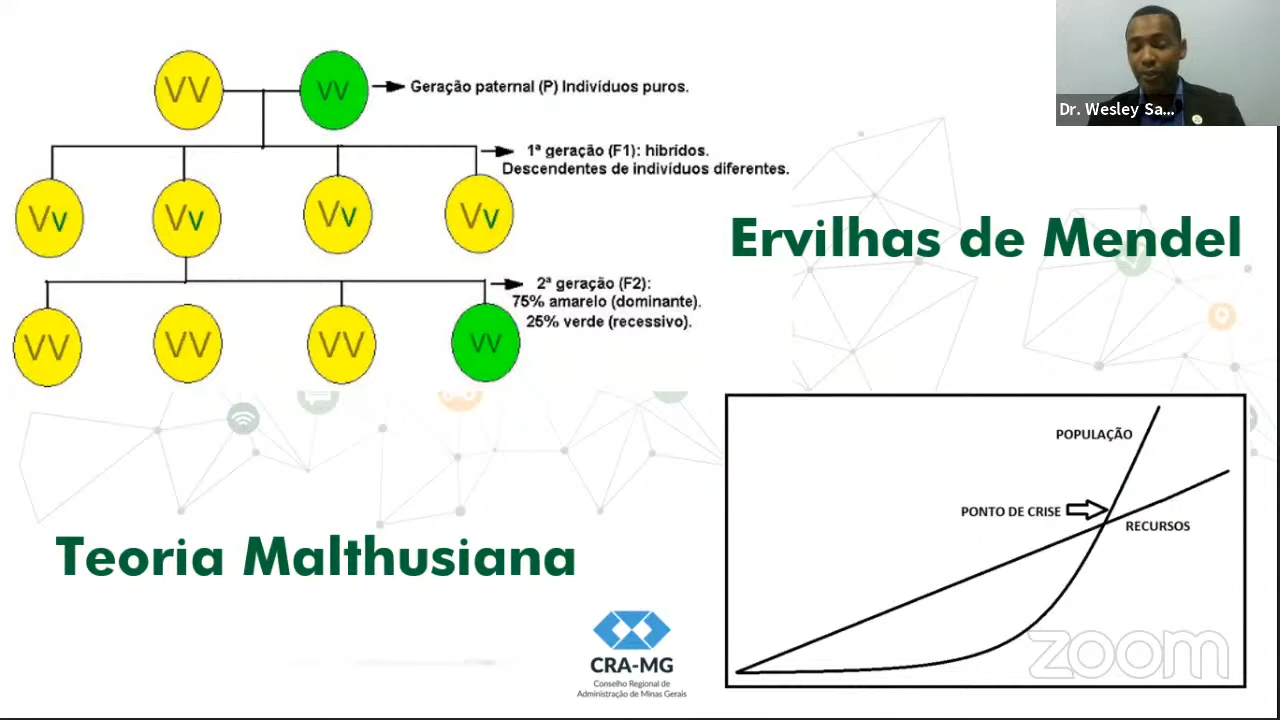 VV
vv
Geração paternal (P) Indivíduos puros.
1ª geração (F1): hibrídos.
Descendentes de indivíduos diferentes.
Vv
Vv
Vv
Vv
2ª geração (F2):
75% amarelo (dominante).
25% verde (recessivo).
VV
VV
VV
vv
Dr. Wesley Sa...
Ervilhas de Mendel
Teoria Malthusiana
POPULAÇÃO
PONTO DE CRISE
RECURSOS
zoom
CRA-MG
Conselho Regional de
Administração de Minas Gerais